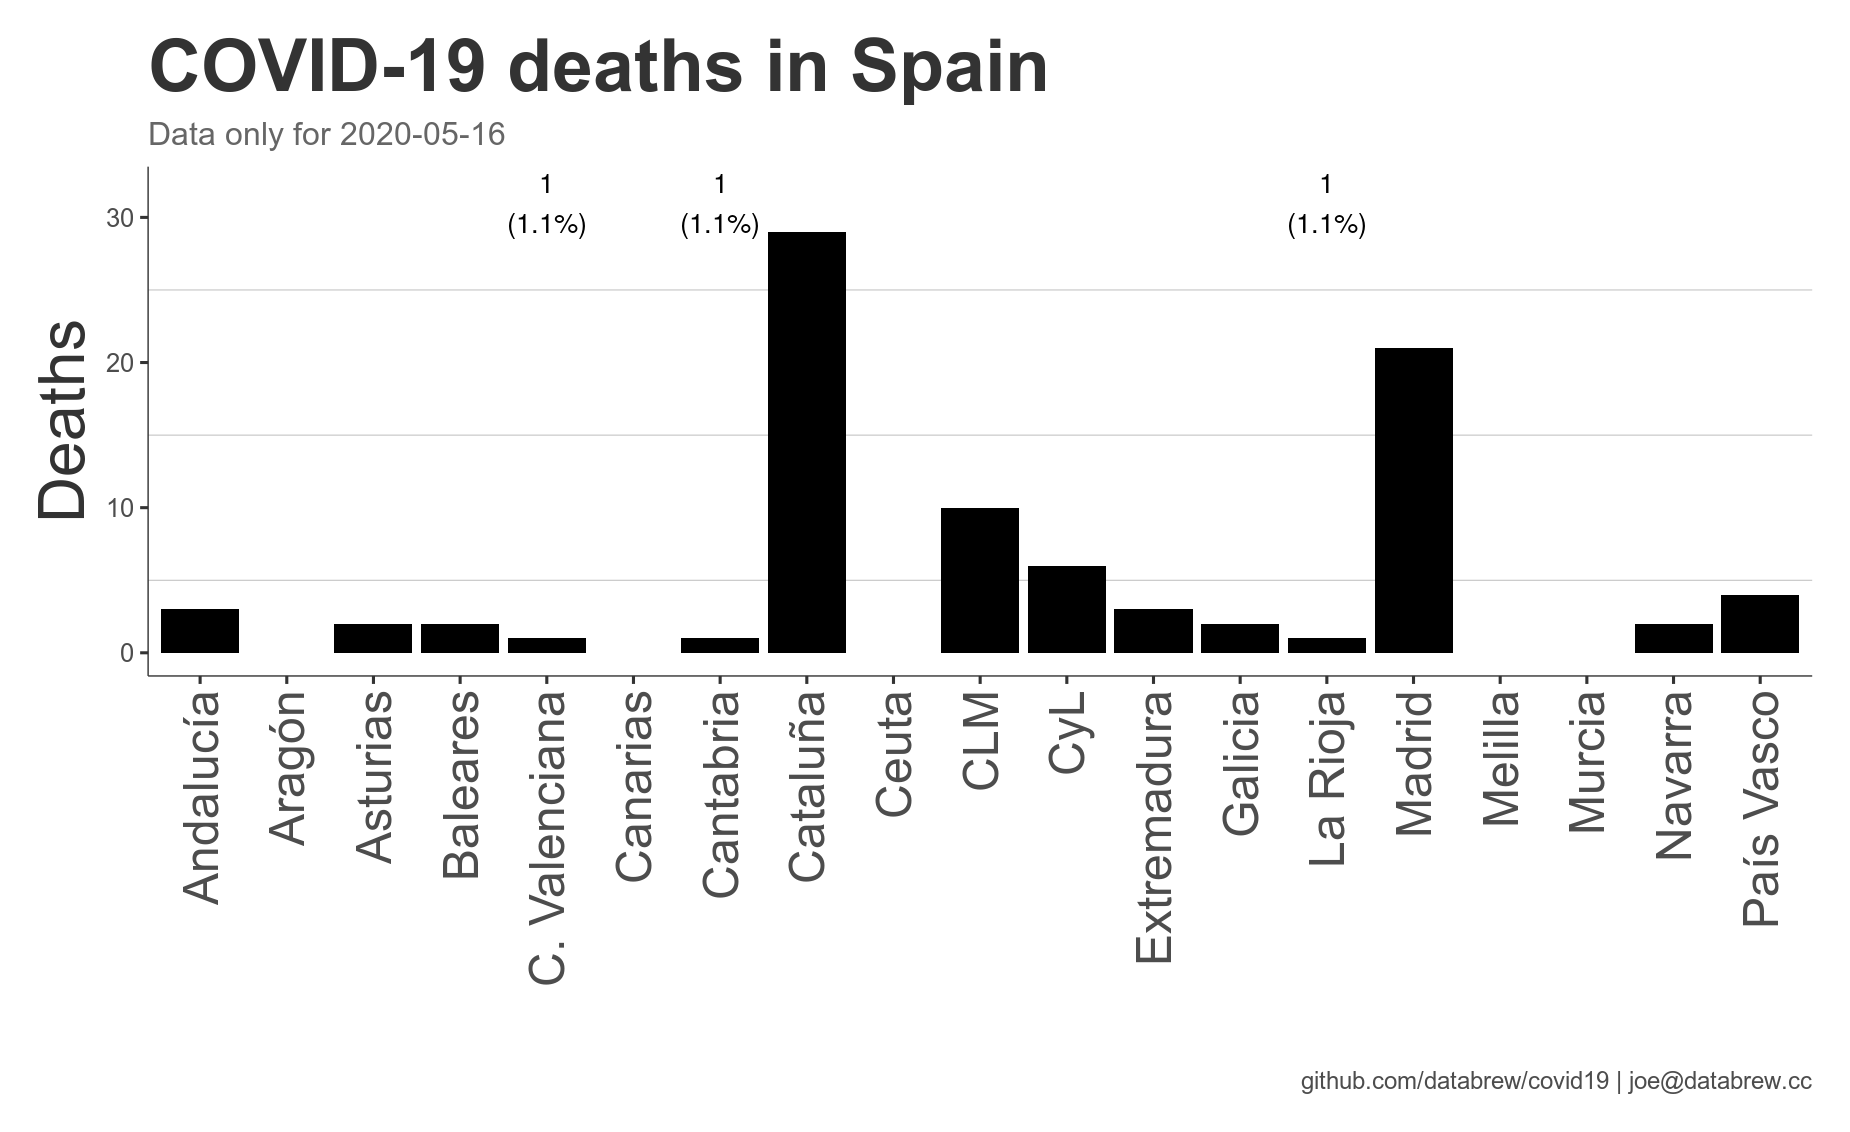 COVID-19 deaths in Spain
Data only for 2020-05-16
1
(1.1%)
1
(1.1%)
1
(1.1%)
Deaths
30
20
10
0
Andalucía
Aragón
Asturias
Baleares
C. Valenciana
Canarias
Cantabria
Cataluña
Ceuta
CLM
CyL
Extremadura
Galicia
La Rioja
Madrid
Melilla
Murcia
Navarra
País Vasco
github.com/databrew/covid19 | joe@databrew.cc